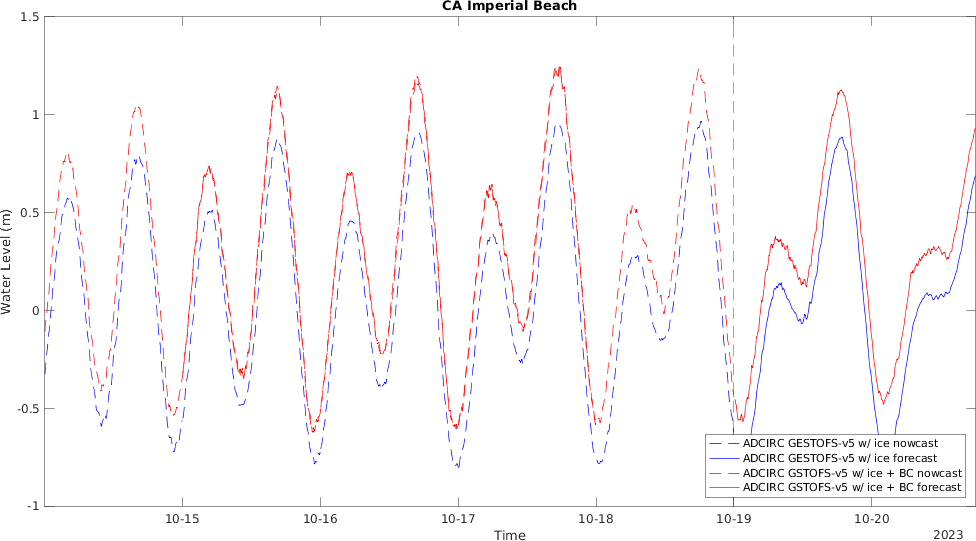 CA Imperial Beach
1.5
1
0.5
0
-0.5
-1
Water Level (m)
10-15
10-16
10-17
10-18
10-19
10-20
Time
2023
ADCIRC GESTOFS-v5 w/ ice nowcast
ADCIRC GESTOFS-v5 w/ ice forecast
ADCIRC GSTOFS-v5 w/ ice + BC nowcast
ADCIRC GSTOFS-v5 w/ ice + BC forecast